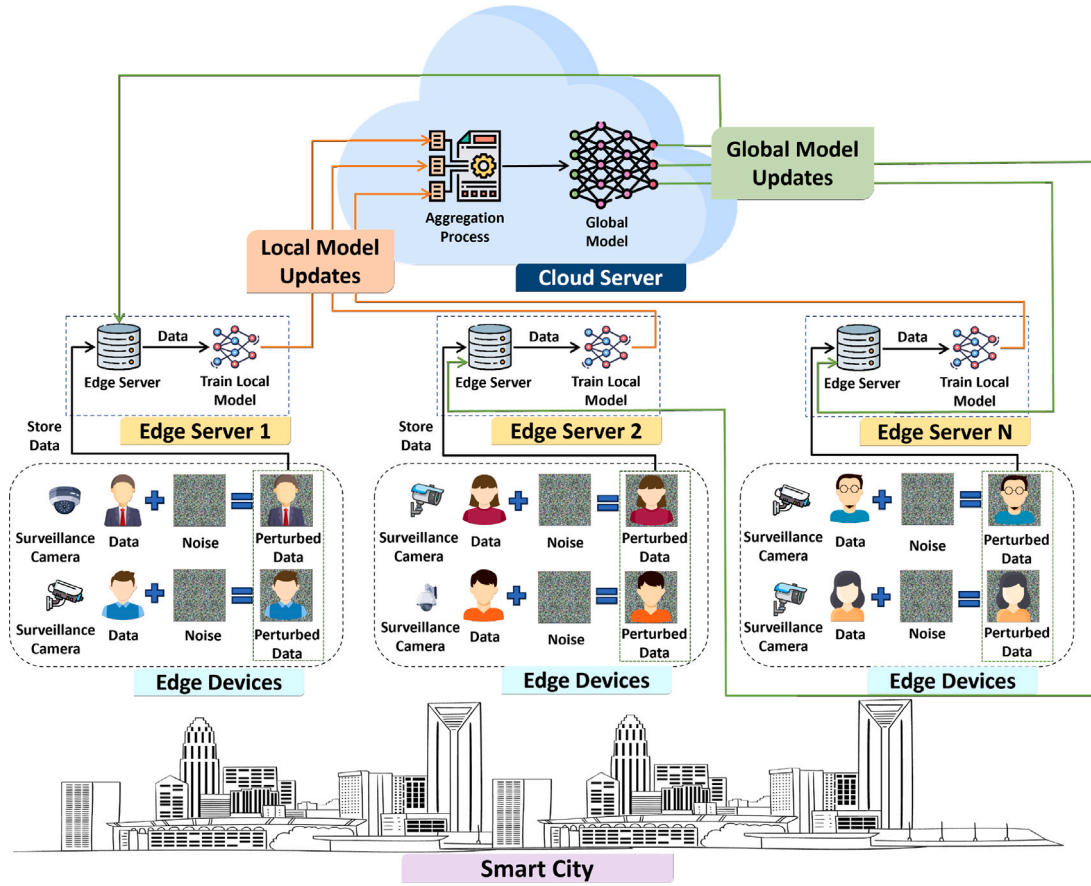 Global Model
Updates
Aggregation
Process
Global
Model
Local Model
Updates
Cloud Server
Data
Edge Server
Train Local
Model
Edge Server 1
Data
Edge Server
Train Local
Model
Edge Server 2
Data
Edge Server
Train Local
Model
Edge Server N
Store
Data
Store
Data
Surveillance
Camera
Data
Noise
Perturbed
Data
Surveillance
Camera
Data
Noise
Perturbed
Data
Edge Devices
Surveillance
Camera
Data
Noise
Perturbed
Data
Surveillance
Camera
Data
Noise
Perturbed
Data
Edge Devices
Surveillance
Camera
Data
Noise
Perturbed
Data
Surveillance
Camera
Data
Noise
Perturbed
Data
Edge Devices
Smart City